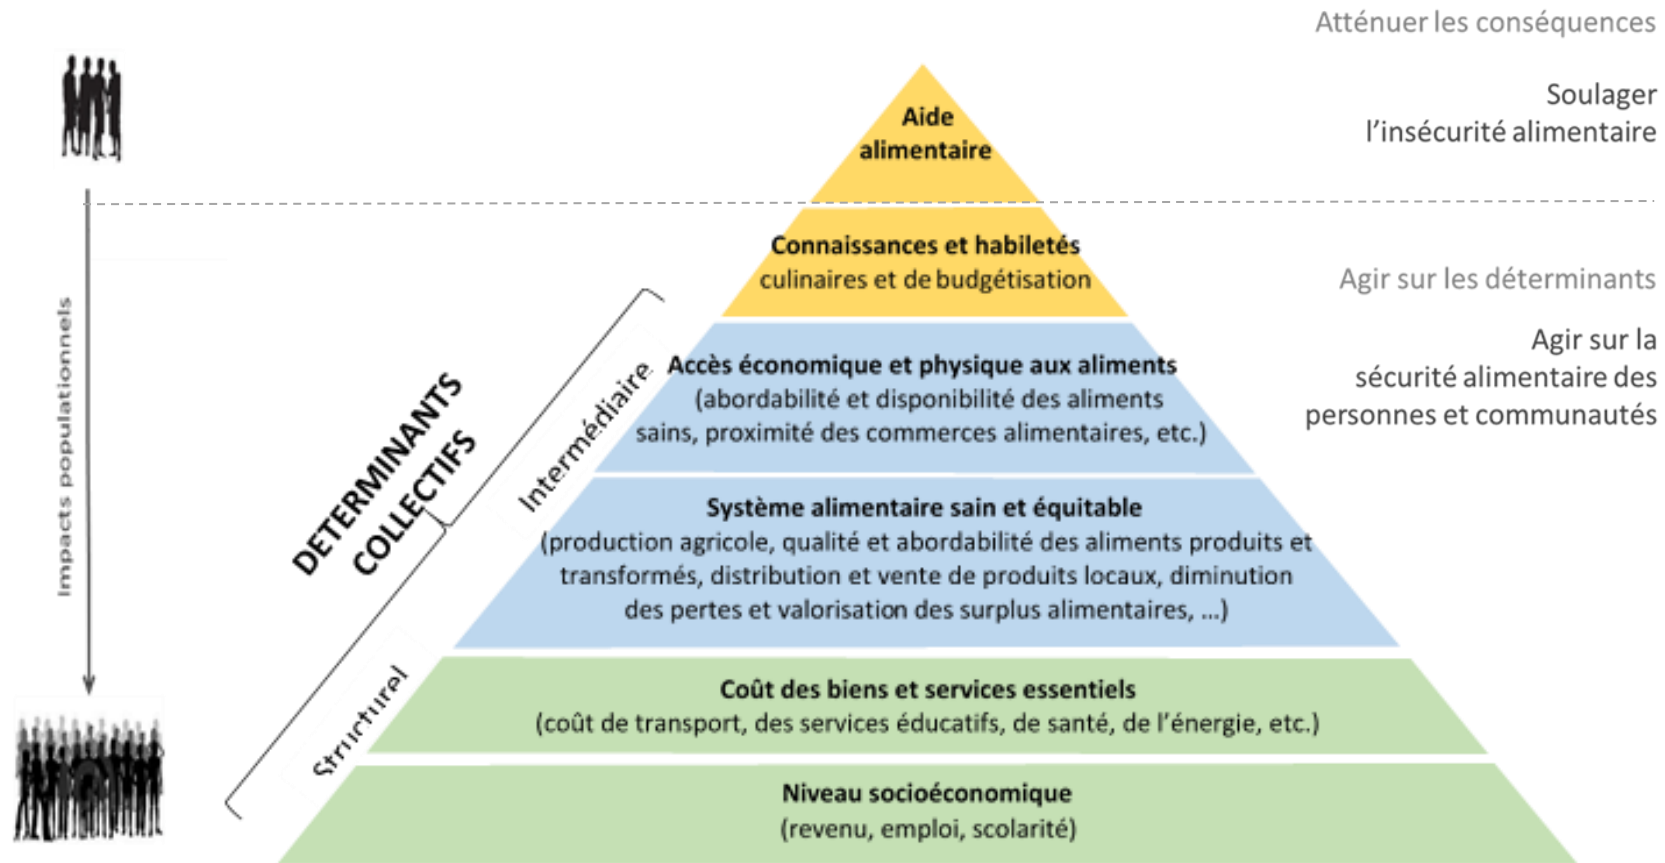 Atténuer les conséquences
Soulager
l'insécurité alimentaire
Aide
alimentaire
Connaissances et habiletés
culinaires et de budgétisation
Agir sur les déterminants
Agir sur la
sécurité alimentaire des
personnes et communautés
Impacts populationnels
DETERMINANTS
COLLECTIFS
Intermédiaire
Structurel
Accès économique et physique aux aliments
(abordabilité et disponibilité des aliments
sains, proximité des commerces alimentaires, etc.)
Système alimentaire sain et équitable
(production agricole, qualité et abordabilité des aliments produits et
transformés, distribution et vente de produits locaux, diminution
des pertes et valorisation des surplus alimentaires, ...)
Coût des biens et services essentiels
(coût de transport, des services éducatifs, de santé, de l'énergie, etc.)
Niveau socioéconomique
(revenu, emploi, scolarité)